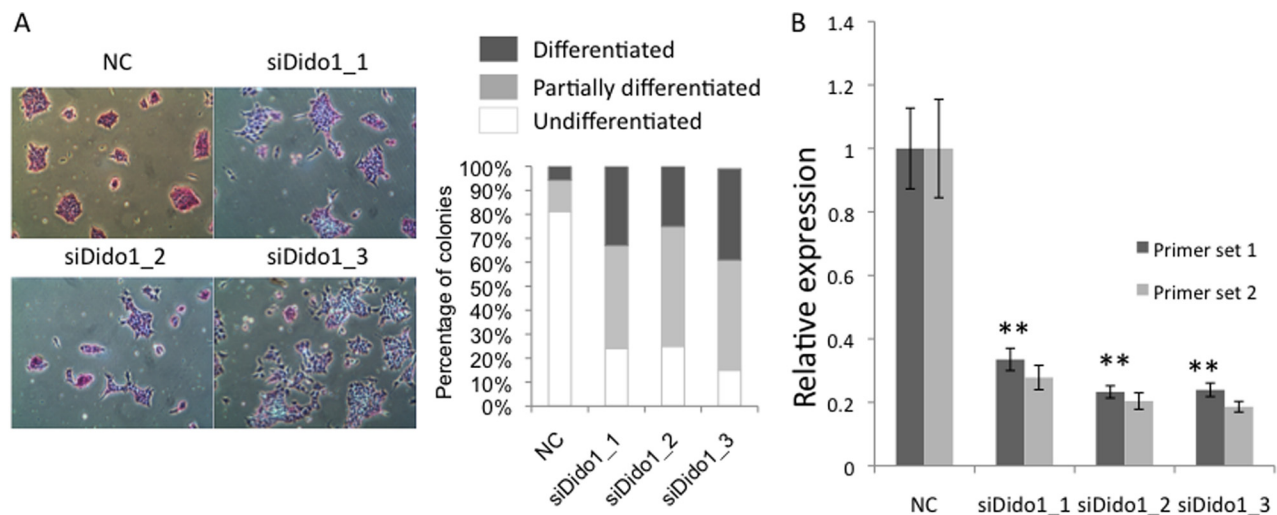 A
NC
siDido1_1
siDido1_2
siDido1_3
Differentiated
Partially differentiated
Undifferentiated
Percentage of colonies
100%
90%
80%
70%
60%
50%
40%
30%
20%
10%
0%
NC
siDido1_1
siDido1_2
siDido1_3
B
Relative expression
1.4
1.2
1
0.8
0.6
0.4
0.2
0
**
**
**
Primer set 1
Primer set 2
NC siDido1_1 siDido1_2 siDido1_3